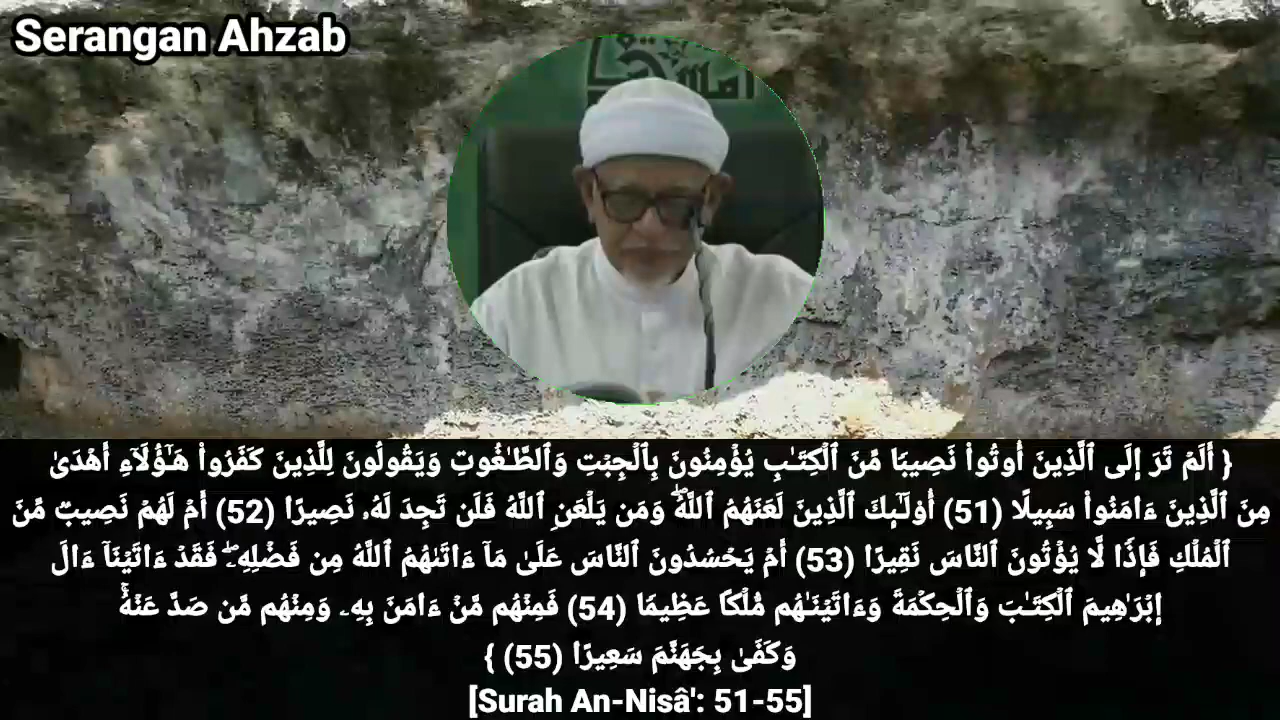 Serangan Ahzab
{ أَلَمۡ تَرَ إِلَى ٱلَّذِينَ أُوتُواْ نَصِيبٗا مِّنَ ٱلۡكِتَـٰبِ يُؤۡمِنُونَ بِٱلۡجِبۡتِ وَٱلطَّـٰغُوتِ وَيَقُولُونَ لِلَّذِينَ كَفَرُواْ هَـٰٓؤُلَآءِ أَهۡدَىٰ
مِنَ ٱلَّذِينَ ءَامَنُواْ سَبِيلًا (51) أُوْلَـٰٓئِكَ ٱلَّذِينَ لَعَنَهُمُ ٱللَّهُۖ وَمَن يَلۡعَنِ ٱللَّهُ فَلَن تَجِدَ لَهُۥ نَصِيرًا (52) أَمۡ لَهُمۡ نَصِيبٞ مِّنَ
ٱلۡمُلۡكِ فَإِذٗا لَّا يُؤۡتُونَ ٱلنَّاسَ نَقِيرًا (53) أَمۡ يَحۡسُدُونَ ٱلنَّاسَ عَلَىٰ مَآ ءَاتَىٰهُمُ ٱللَّهُ مِن فَضۡلِهِۦۖ فَقَدۡ ءَاتَيۡنَآ ءَالَ
إِبۡرَٰهِيمَ ٱلۡكِتَـٰبَ وَٱلۡحِكۡمَةَ وَءَاتَيۡنَـٰهُم مُّلۡكًا عَظِيمٗا (54) فَمِنۡهُم مَّنۡ ءَامَنَ بِهِۦ وَمِنۡهُم مَّن صَدَّ عَنۡهُۚ
وَكَفَىٰ بِجَهَنَّمَ سَعِيرًا (55) }
[Surah An-Nisâ': 51-55]